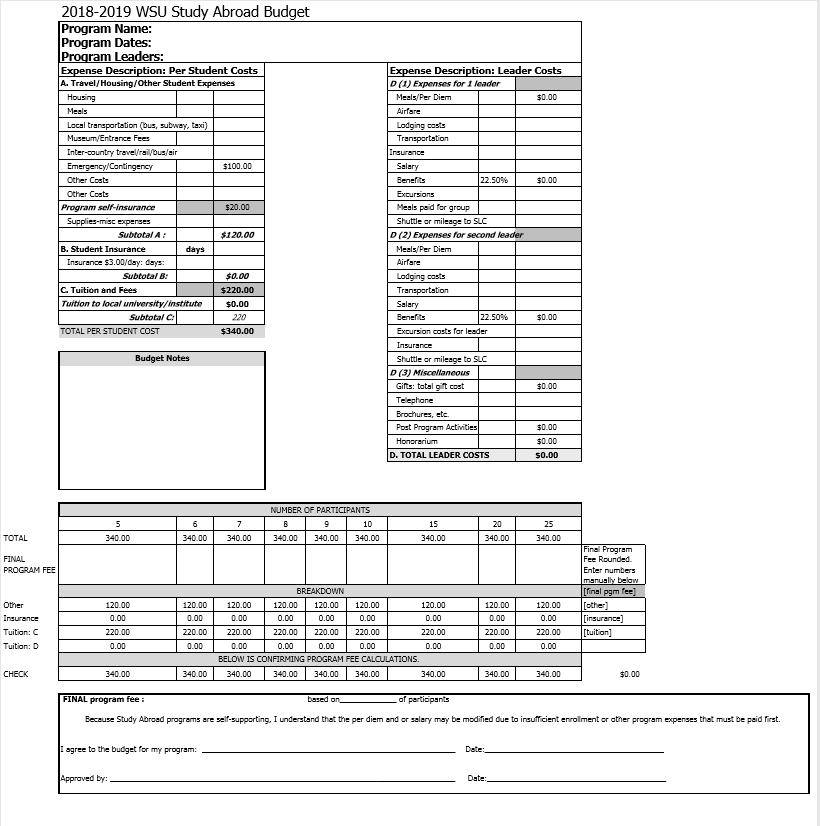 2018-2019 WSU Study Abroad Budget
Program Name:
Program Dates:
Program Leaders:
Expense Description: Per Student Costs
A. Travel/Housing/Other Student Expenses
Housing
Meals
Local transportation (bus, subway, taxi)
Museum/Entrance Fees
Inter-country travel/rail/bus/air
Emergency/Contingency $100.00
Other Costs
Other Costs
Program self-insurance $20.00
Supplies-misc expenses
Subtotal A : $120.00
B. Student Insurance days
Insurance $3.00/day: days:
Subtotal B: $0.00
C. Tuition and Fees $220.00
Tuition to local university/institute $0.00
Subtotal C: 220
TOTAL PER STUDENT COST $340.00
Budget Notes
Expense Description: Leader Costs
D (1) Expenses for 1 leader
Meals/Per Diem $0.00
Airfare
Lodging costs
Transportation
Insurance
Salary
Benefits 22.50% $0.00
Excursions
Meals paid for group
Shuttle or mileage to SLC
D (2) Expenses for second leader
Meals/Per Diem
Airfare
Lodging costs
Transportation
Salary
Benefits 22.50% $0.00
Excursion costs for leader
Insurance
Shuttle or mileage to SLC
D (3) Miscellaneous
Gifts: total gift cost $0.00
Telephone
Brochures, etc.
Post Program Activities $0.00
Honorarium $0.00
D. TOTAL LEADER COSTS $0.00
NUMBER OF PARTICIPANTS
5 6 7 8 9 10 15 20 25
TOTAL 340.00 340.00 340.00 340.00 340.00 340.00 340.00 340.00 340.00
FINAL
PROGRAM FEE
Final Program
Fee Rounded.
Enter numbers
manually below
BREAKDOWN [final pgm fee]
Other 120.00 120.00 120.00 120.00 120.00 120.00 120.00 120.00 120.00 [other]
Insurance 0.00 0.00 0.00 0.00 0.00 0.00 0.00 0.00 0.00 [insurance]
Tuition: C 220.00 220.00 220.00 220.00 220.00 220.00 220.00 220.00 220.00 [tuition]
Tuition: D 0.00 0.00 0.00 0.00 0.00 0.00 0.00 0.00 0.00
BELOW IS CONFIRMING PROGRAM FEE CALCULATIONS.
CHECK 340.00 340.00 340.00 340.00 340.00 340.00 340.00 340.00 340.00 $0.00
FINAL program fee : based on____________ of participants
Because Study Abroad programs are self-supporting, I understand that the per diem and or salary may be modified due to insufficient enrollment or other program expenses that must be paid first.
I agree to the budget for my program: ____________ Date:____________
Approved by: ____________ Date:____________